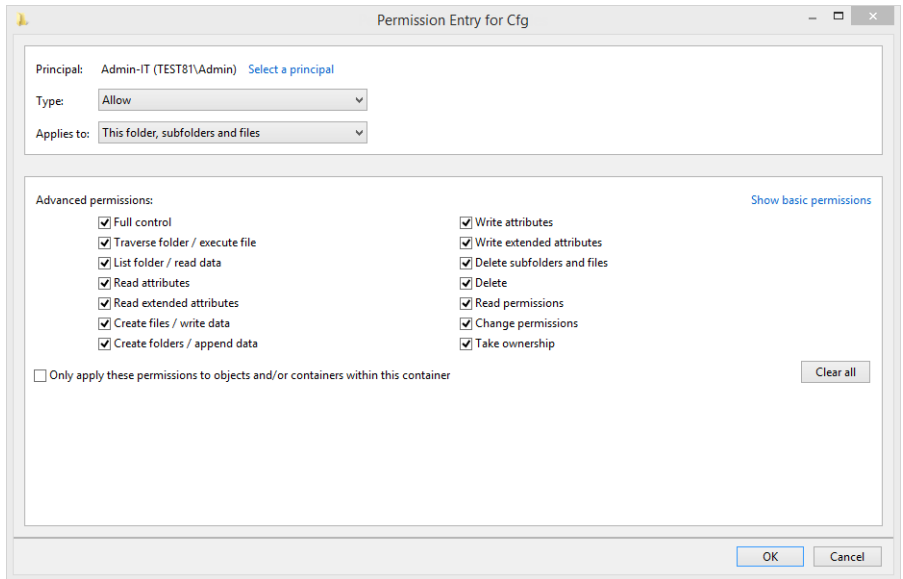 Permission Entry for Cfg
Principal: Admin-IT (TEST81\Admin) Select a principal
Type: Allow
Applies to: This folder, subfolders and files
Advanced permissions: Show basic permissions
Full control Write attributes
Traverse folder / execute file Write extended attributes
List folder / read data Delete subfolders and files
Read attributes Delete
Read extended attributes Read permissions
Create files / write data Change permissions
Create folders / append data Take ownership
Only apply these permissions to objects and/or containers within this container Clear all
OK Cancel